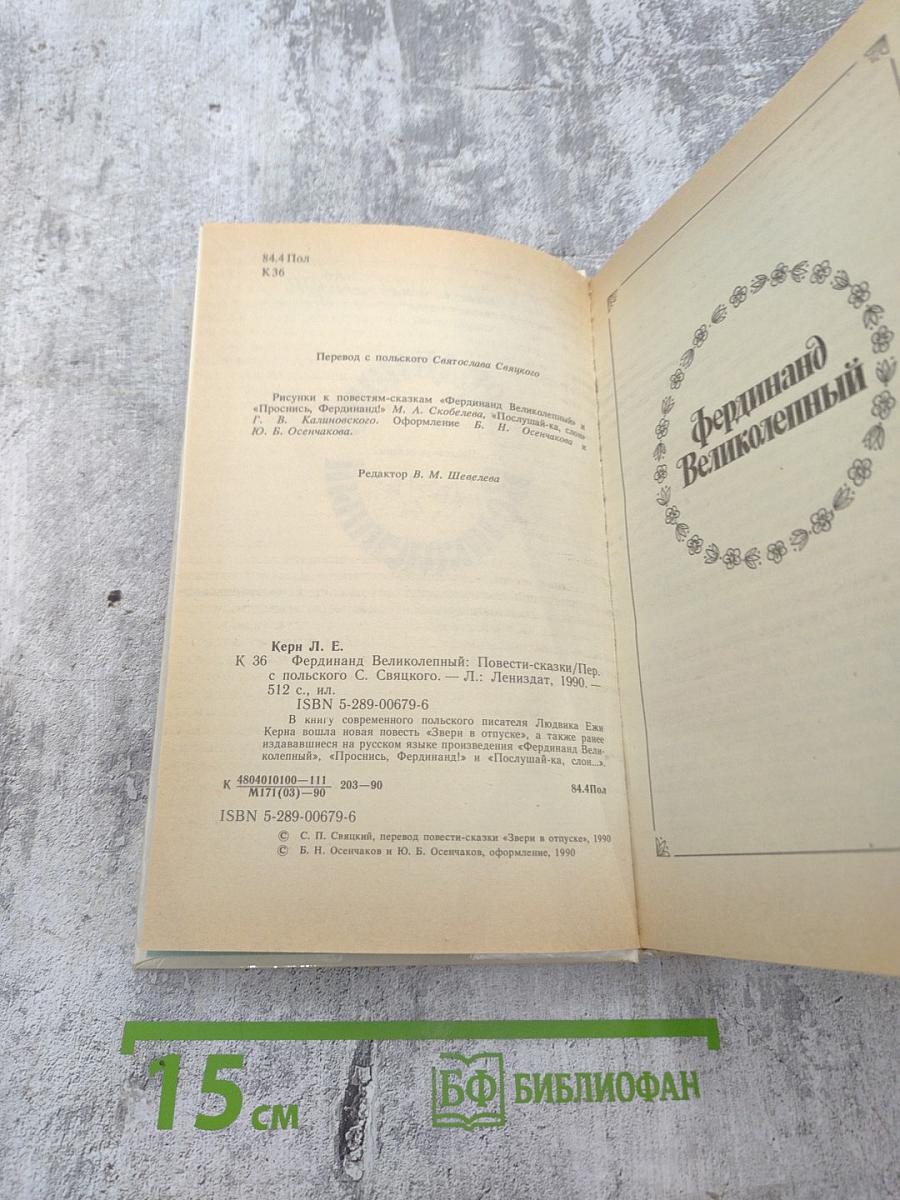 84.4 Пол
К 36
Перевод с польского Святослава Свяцкого
Рисунки к повестям-сказкам «Фердинанд Великолепный» и
«Проснись, Фердинанд!» М. А. Скобелева, «Послушай-ка, слон»
Г. В. Калиновского. Оформление Б. Н. Осенчакова и
Ю. Б. Осенчакова.
Редактор В. М. Шевелева
Керн Л. Е.
К 36 Фердинанд Великолепный: Повести-сказки/Пер.
с польского С. Свяцкого. — Л.: Лениздат, 1990.—
512 с., ил.
ISBN 5-289-00679-6
В книгу современного польского писателя Людвика Ежи
Керна вошла новая повесть «Звери в отпуске», а также ранее
издававшиеся на русском языке произведения «Фердинанд Вели-
колепный», «Проснись, Фердинанд!» и «Послушай-ка, слон...».
К 4804010100—111 203—90
М171(03)—90
84.4Пол
ISBN 5-289-00679-6
© С. П. Свяцкий, перевод повести-сказки «Звери в отпуске», 1990
© Б. Н. Осенчаков и Ю. Б. Осенчаков, оформление, 1990
Фердинанд
Великолепный
15 см
БФ БИБЛИОФАН